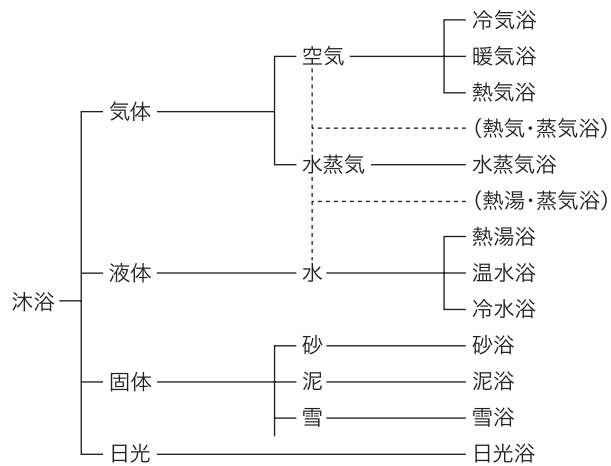 冷気浴
空気
暖気浴
熱気浴
気体
（熱気・蒸気浴）
水蒸気
水蒸気浴
（熱湯・蒸気浴）
熱湯浴
液体
水
温水浴
沐浴
冷水浴
砂
砂浴
固体
泥
泥浴
雪
雪浴
日光
日光浴